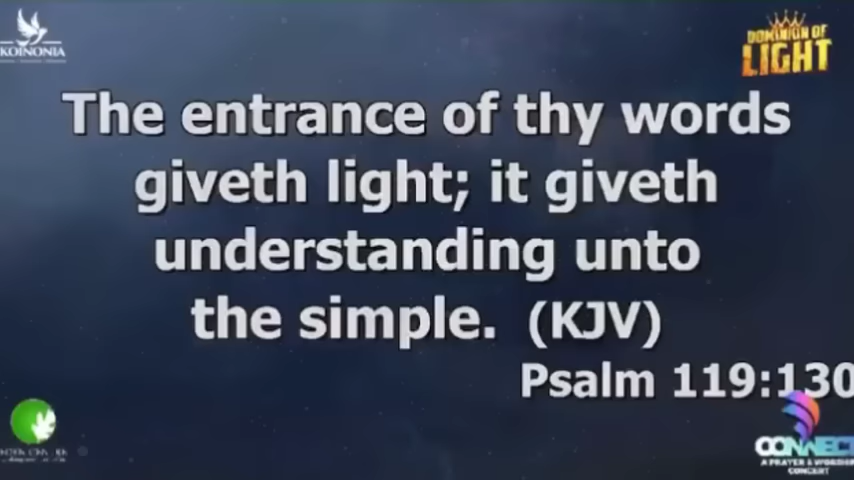 KOINONIA
DOMINION OF
LIGHT
The entrance of thy words
giveth light; it giveth
understanding unto
the simple. (KJV)
Psalm 119:130
CONNECT
A PRAYER & WORSHIP
CONCERT